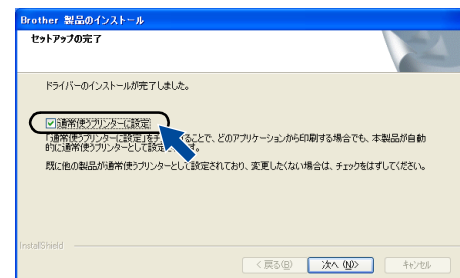 Brother 製品のインストール
セットアップの完了
ドライバーのインストールが完了しました。
通常使うプリンターに設定
「通常使うプリンターに設定」をチ ることで、どのアプリケーションから印刷する場合でも、本製品が自動
的に通常使うプリンターとして設定 す。
既に他の製品が通常使うプリンターとして設定されており、変更したくない場合は、チェックをはずしてください。
InstallShield
< 戻る(B)
次へ (N)>
キャンセル